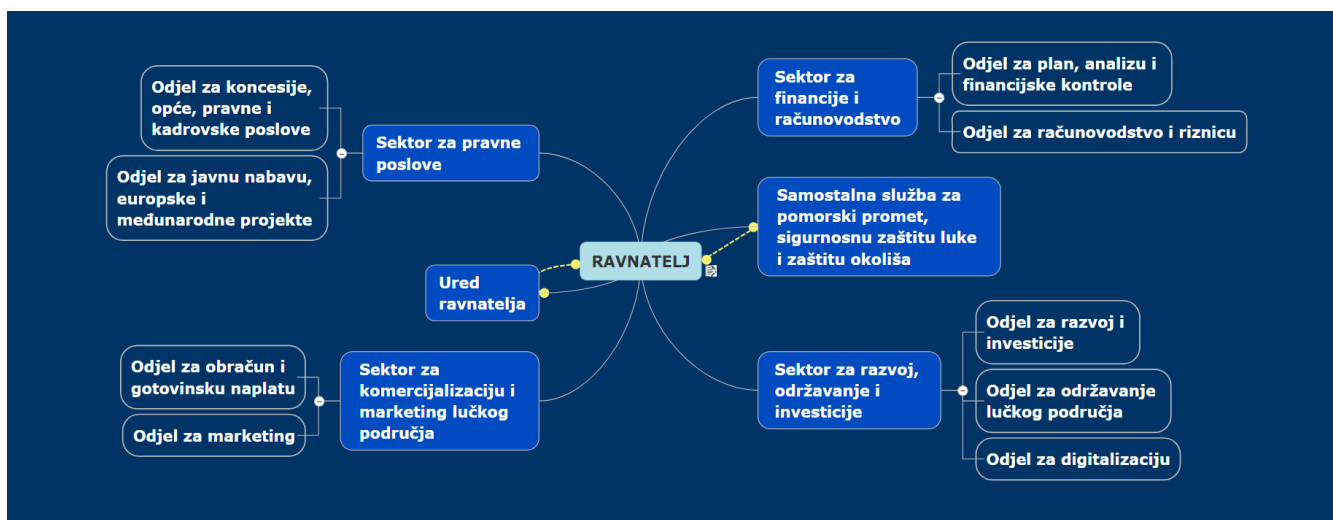 Odjel za koncesije,
opće, pravne i
kadrovske poslove
Odjel za javnu nabavu,
europske i
međunarodne projekte
Sektor za pravne
poslove
Ured
ravnatelja
Odjel za obračun i
gotovinsku naplatu
Odjel za marketing
Sektor za
komercijalizaciju i
marketing lučkog
područja
RAVNATELJ
Sektor za
financije i
računovodstvo
Odjel za plan, analizu i
financijske kontrole
Odjel za računovodstvo i riznicu
Samostalna služba za
pomorski promet,
sigurnosnu zaštitu luke
i zaštitu okoliša
Sektor za razvoj,
održavanje i
investicije
Odjel za razvoj i
investicije
Odjel za održavanje
lučkog područja
Odjel za digitalizaciju